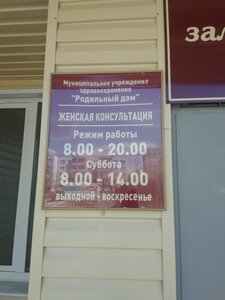 Муниципальное учреждение
здравоохранения
"Родильный дом"
ЖЕНСКАЯ КОНСУЛЬТАЦИЯ
Режим работы
8.00 - 20.00
Суббота
8.00 - 14.00
выходной - воскресенье
зал